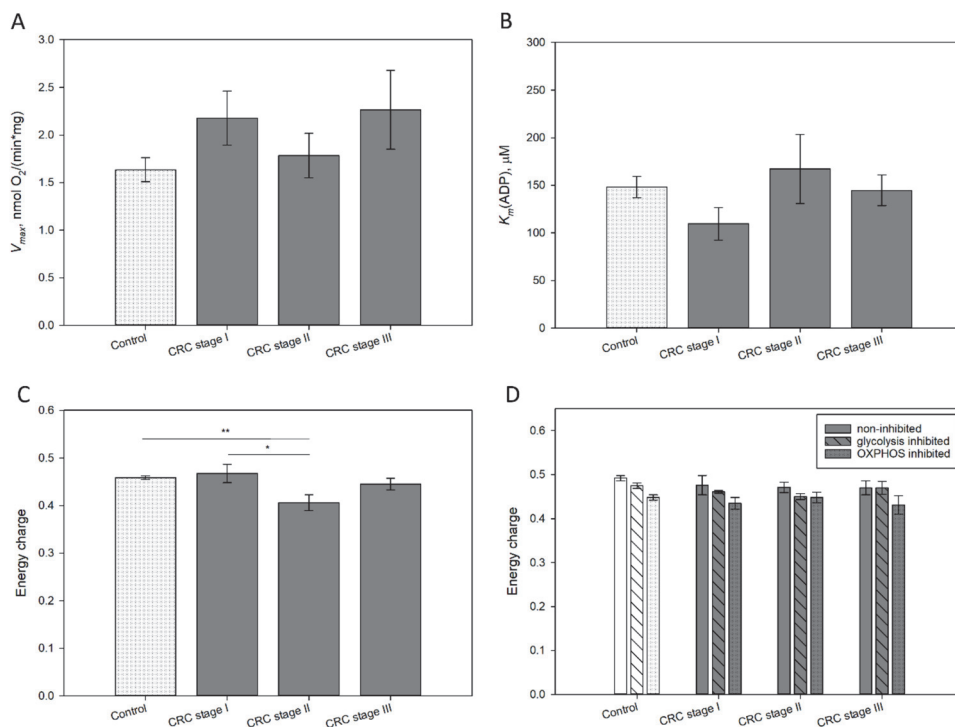 A
3.0
2.5
2.0
1.5
1.0
0.5
0.0
Vmax, nmol O2/(min*mg)
Control
CRC stage I
CRC stage II
CRC stage III
B
300
250
200
150
100
50
0
Km(ADP), µM
Control
CRC stage I
CRC stage II
CRC stage III
C
0.6
0.5
0.4
0.3
0.2
0.1
0.0
Energy charge
**
*
Control
CRC stage I
CRC stage II
CRC stage III
D
0.6
0.5
0.4
0.3
0.2
0.1
0.0
Energy charge
non-inhibited
glycolysis inhibited
OXPHOS inhibited
Control
CRC stage I
CRC stage II
CRC stage III